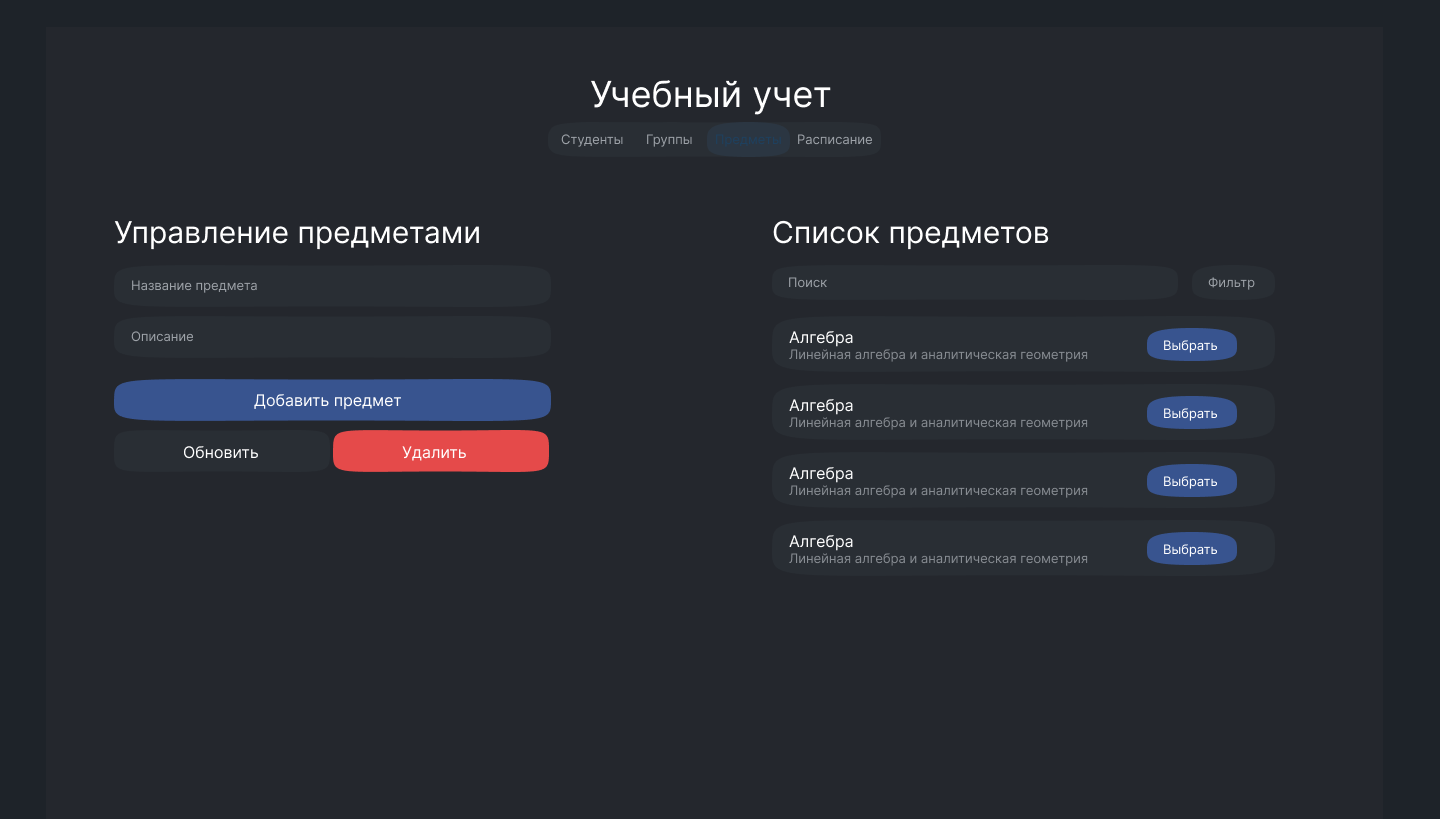 Учебный учет
Студенты Группы Предметы Расписание
Управление предметами
Название предмета
Описание
Добавить предмет
Обновить Удалить
Список предметов
Поиск Фильтр
Алгебра
Линейная алгебра и аналитическая геометрия
Выбрать
Алгебра
Линейная алгебра и аналитическая геометрия
Выбрать
Алгебра
Линейная алгебра и аналитическая геометрия
Выбрать
Алгебра
Линейная алгебра и аналитическая геометрия
Выбрать